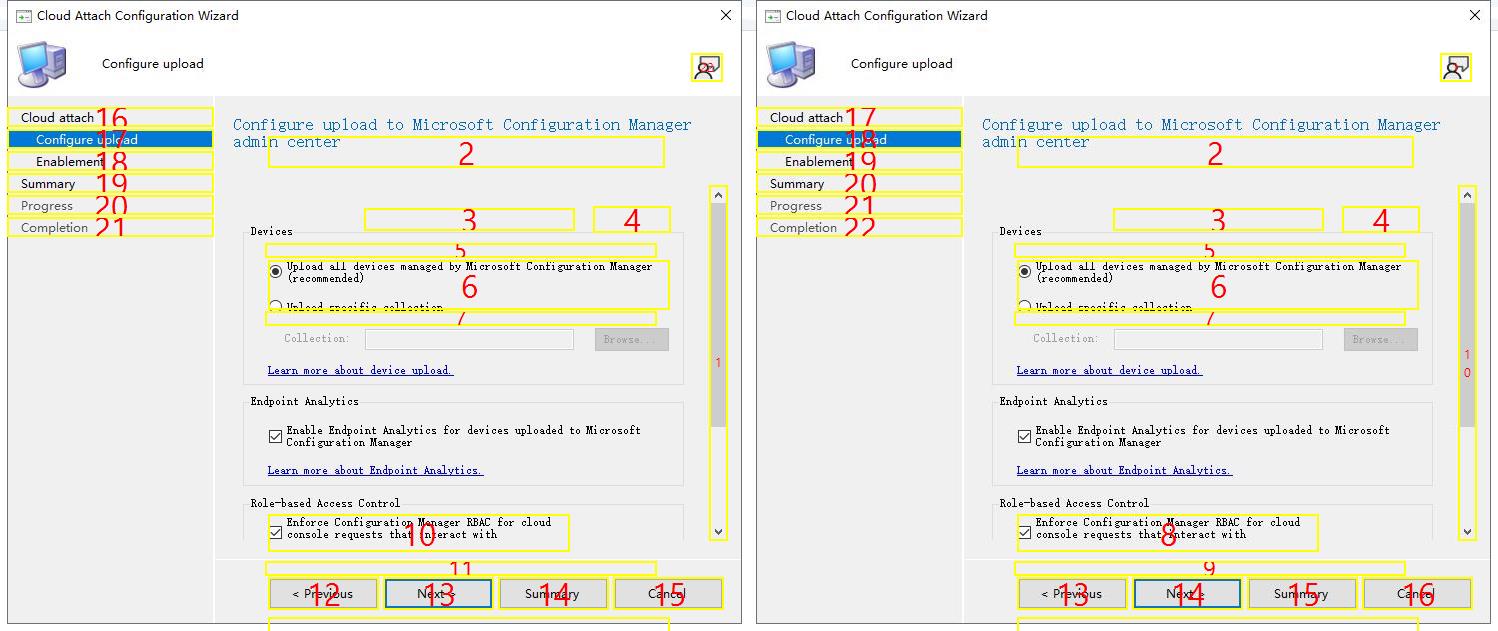 Cloud Attach Configuration Wizard
Configure upload
Cloud attach 16
Configure upload 17
Enablement 18
Summary 19
Progress 20
Completion 21
Configure upload to Microsoft Configuration Manager
admin center
2
3
4
Devices
5
Upload all devices managed by Microsoft Configuration Manager
(recommended)
6
Upload specific collection
7
Collection:
Browse...
1
Learn more about device upload.
Endpoint Analytics
Enable Endpoint Analytics for devices uploaded to Microsoft
Configuration Manager
Learn more about Endpoint Analytics.
Role-based Access Control
Enforce Configuration Manager RBAC for cloud
console requests that interact with
10
11
< Previous 12
Next > 13
Summary 14
Cancel 15
Cloud Attach Configuration Wizard
Configure upload
Cloud attach 17
Configure upload 18
Enablement 19
Summary 20
Progress 21
Completion 22
Configure upload to Microsoft Configuration Manager
admin center
2
3
4
Devices
5
Upload all devices managed by Microsoft Configuration Manager
(recommended)
6
Upload specific collection
7
Collection:
Browse...
10
Learn more about device upload.
Endpoint Analytics
Enable Endpoint Analytics for devices uploaded to Microsoft
Configuration Manager
Learn more about Endpoint Analytics.
Role-based Access Control
Enforce Configuration Manager RBAC for cloud
console requests that interact with
8
9
< Previous 13
Next > 14
Summary 15
Cancel 16